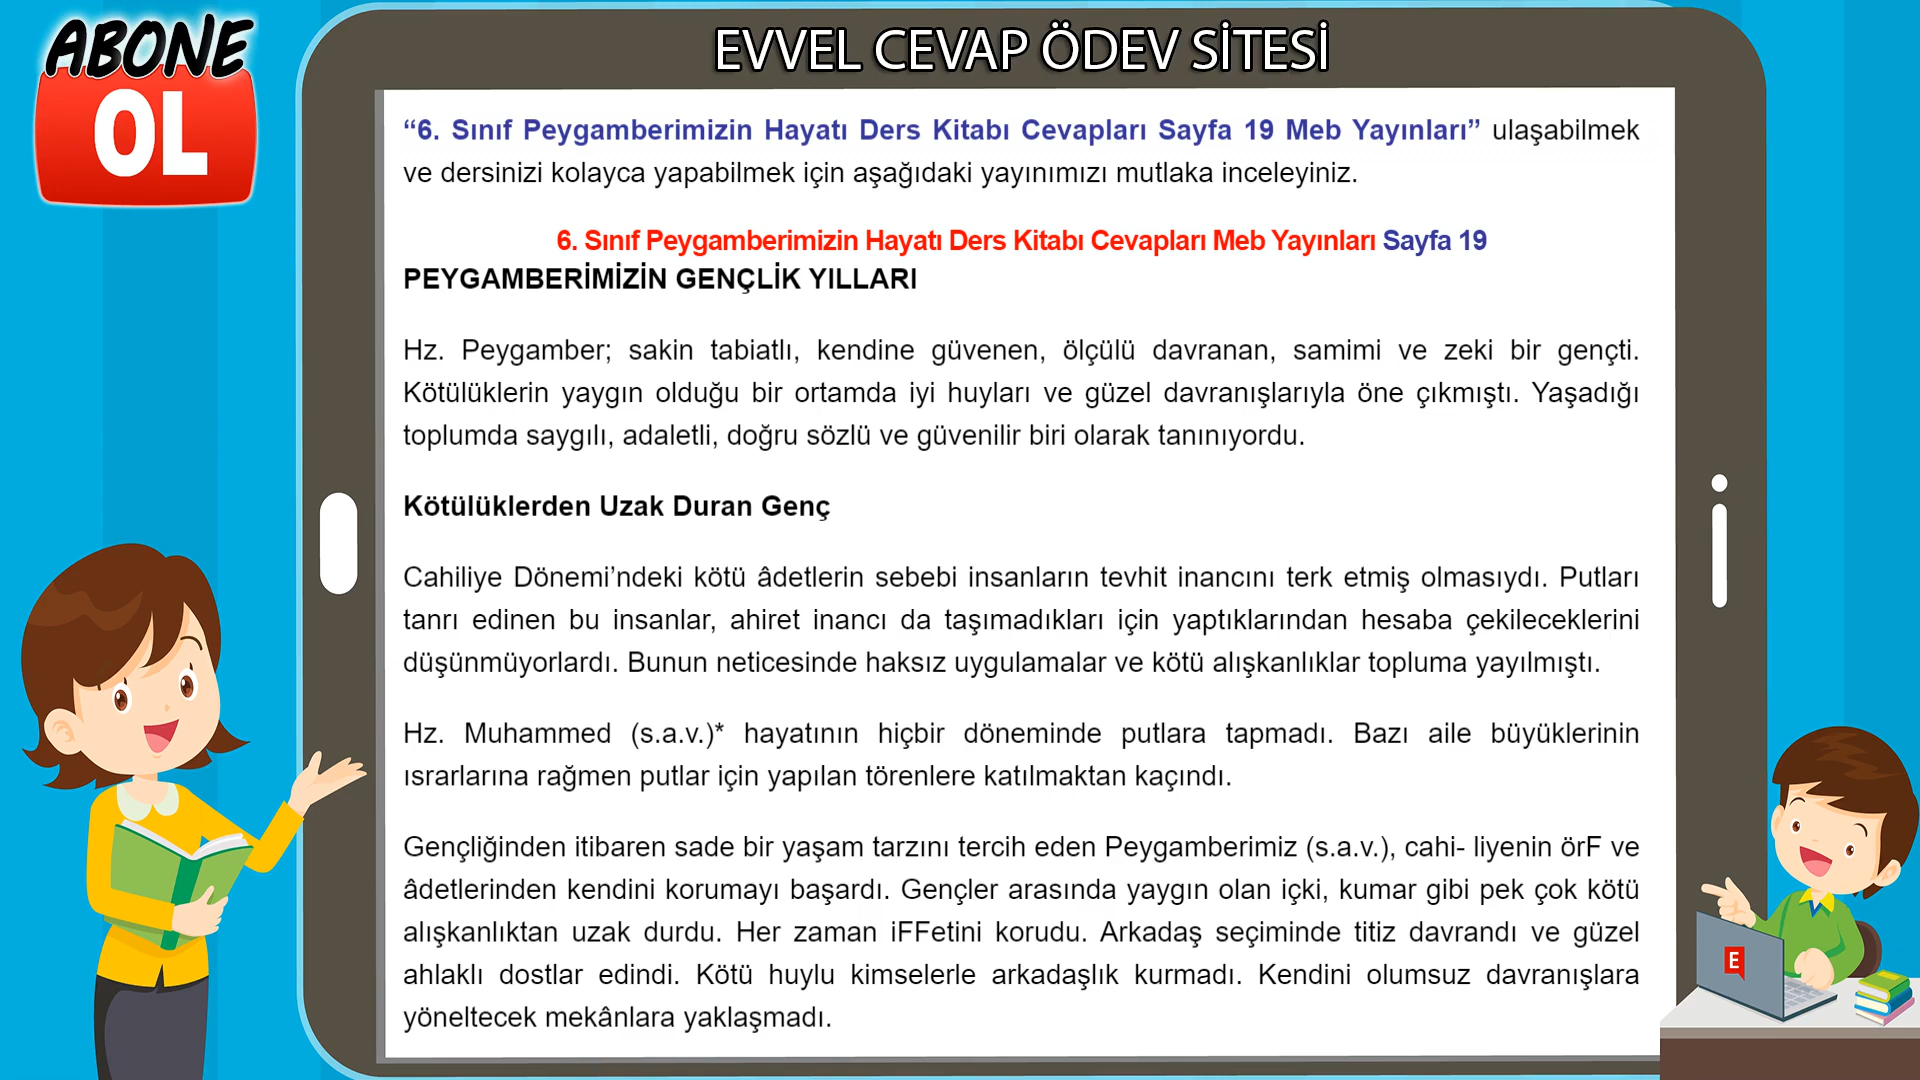 ABONE
OL
EVVEL CEVAP ÖDEV SİTESİ
“6. Sınıf Peygamberimizin Hayatı Ders Kitabı Cevapları Sayfa 19 Meb Yayınları” ulaşabilmek
ve dersinizi kolayca yapabilmek için aşağıdaki yayınımızı mutlaka inceleyiniz.
6. Sınıf Peygamberimizin Hayatı Ders Kitabı Cevapları Meb Yayınları Sayfa 19
PEYGAMBERİMİZİN GENÇLİK YILLARI
Hz. Peygamber; sakin tabiatlı, kendine güvenen, ölçülü davranan, samimi ve zeki bir gençti.
Kötülüklerin yaygın olduğu bir ortamda iyi huyları ve güzel davranışlarıyla öne çıkmıştı. Yaşadığı
toplumda saygılı, adaletli, doğru sözlü ve güvenilir biri olarak tanınıyordu.
Kötülüklerden Uzak Duran Genç
Cahiliye Dönemi’ndeki kötü âdetlerin sebebi insanların tevhit inancını terk etmiş olmasıydı. Putları
tanrı edinen bu insanlar, ahiret inancı da taşımadıkları için yaptıklarından hesaba çekileceklerini
düşünmüyorlardı. Bunun neticesinde haksız uygulamalar ve kötü alışkanlıklar topluma yayılmıştı.
Hz. Muhammed (s.a.v.)* hayatının hiçbir döneminde putlara tapmadı. Bazı aile büyüklerinin
ısrarlarına rağmen putlar için yapılan törenlere katılmaktan kaçındı.
Gençliğinden itibaren sade bir yaşam tarzını tercih eden Peygamberimiz (s.a.v.), cahi- liyenin örF ve
âdetlerinden kendini korumayı başardı. Gençler arasında yaygın olan içki, kumar gibi pek çok kötü
alışkanlıktan uzak durdu. Her zaman iFFetini korudu. Arkadaş seçiminde titiz davrandı ve güzel
ahlaklı dostlar edindi. Kötü huylu kimselerle arkadaşlık kurmadı. Kendini olumsuz davranışlara
yöneltecek mekânlara yaklaşmadı.
E